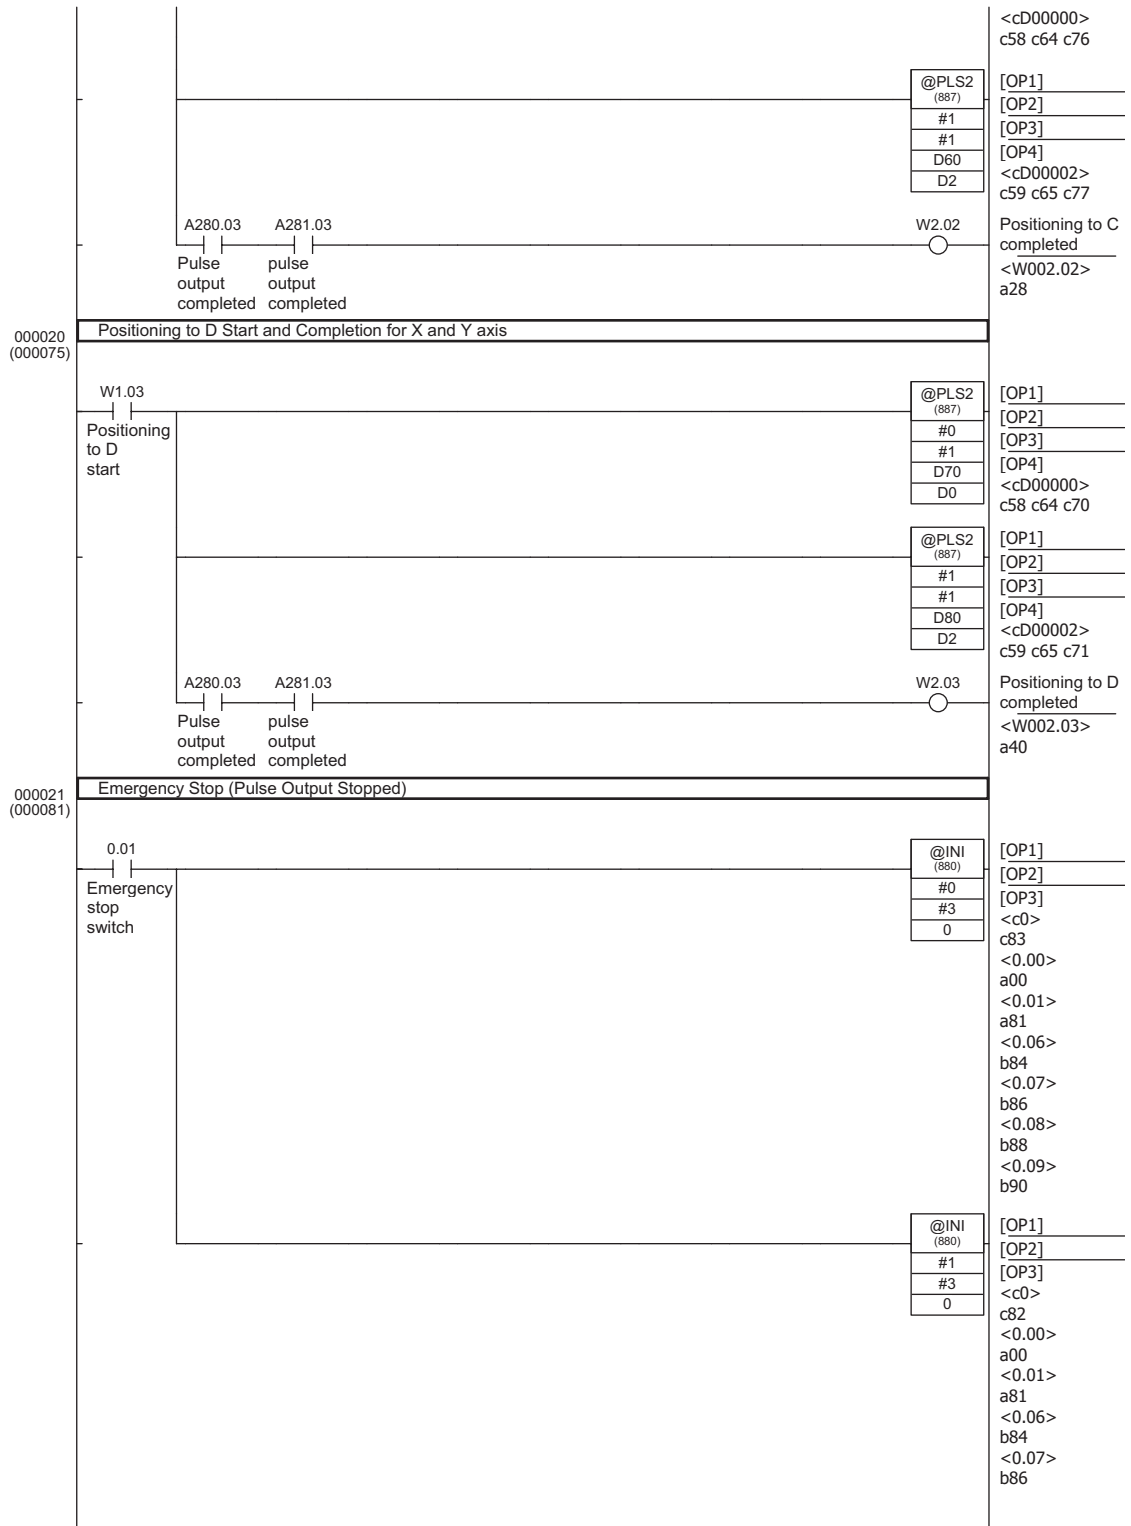 <cD00000>
c58 c64 c76
@PLS2
(887)
#1
#1
D60
D2
[OP1]
[OP2]
[OP3]
[OP4]
<cD00002>
c59 c65 c77
A280.03 A281.03 W2.02
Pulse output completed
pulse output completed
Positioning to C
completed
<W002.02>
a28
000020
(000075)
Positioning to D Start and Completion for X and Y axis
W1.03
Positioning
to D
start
@PLS2
(887)
#0
#1
D70
D0
[OP1]
[OP2]
[OP3]
[OP4]
<cD00000>
c58 c64 c70
@PLS2
(887)
#1
#1
D80
D2
[OP1]
[OP2]
[OP3]
[OP4]
<cD00002>
c59 c65 c71
A280.03 A281.03 W2.03
Pulse output completed
pulse output completed
Positioning to D
completed
<W002.03>
a40
000021
(000081)
Emergency Stop (Pulse Output Stopped)
0.01
Emergency
stop
switch
@INI
(880)
#0
#3
0
[OP1]
[OP2]
[OP3]
<c0>
c83
<0.00>
a00
<0.01>
a81
<0.06>
b84
<0.07>
b86
<0.08>
b88
<0.09>
b90
@INI
(880)
#1
#3
0
[OP1]
[OP2]
[OP3]
<c0>
c82
<0.00>
a00
<0.01>
a81
<0.06>
b84
<0.07>
b86